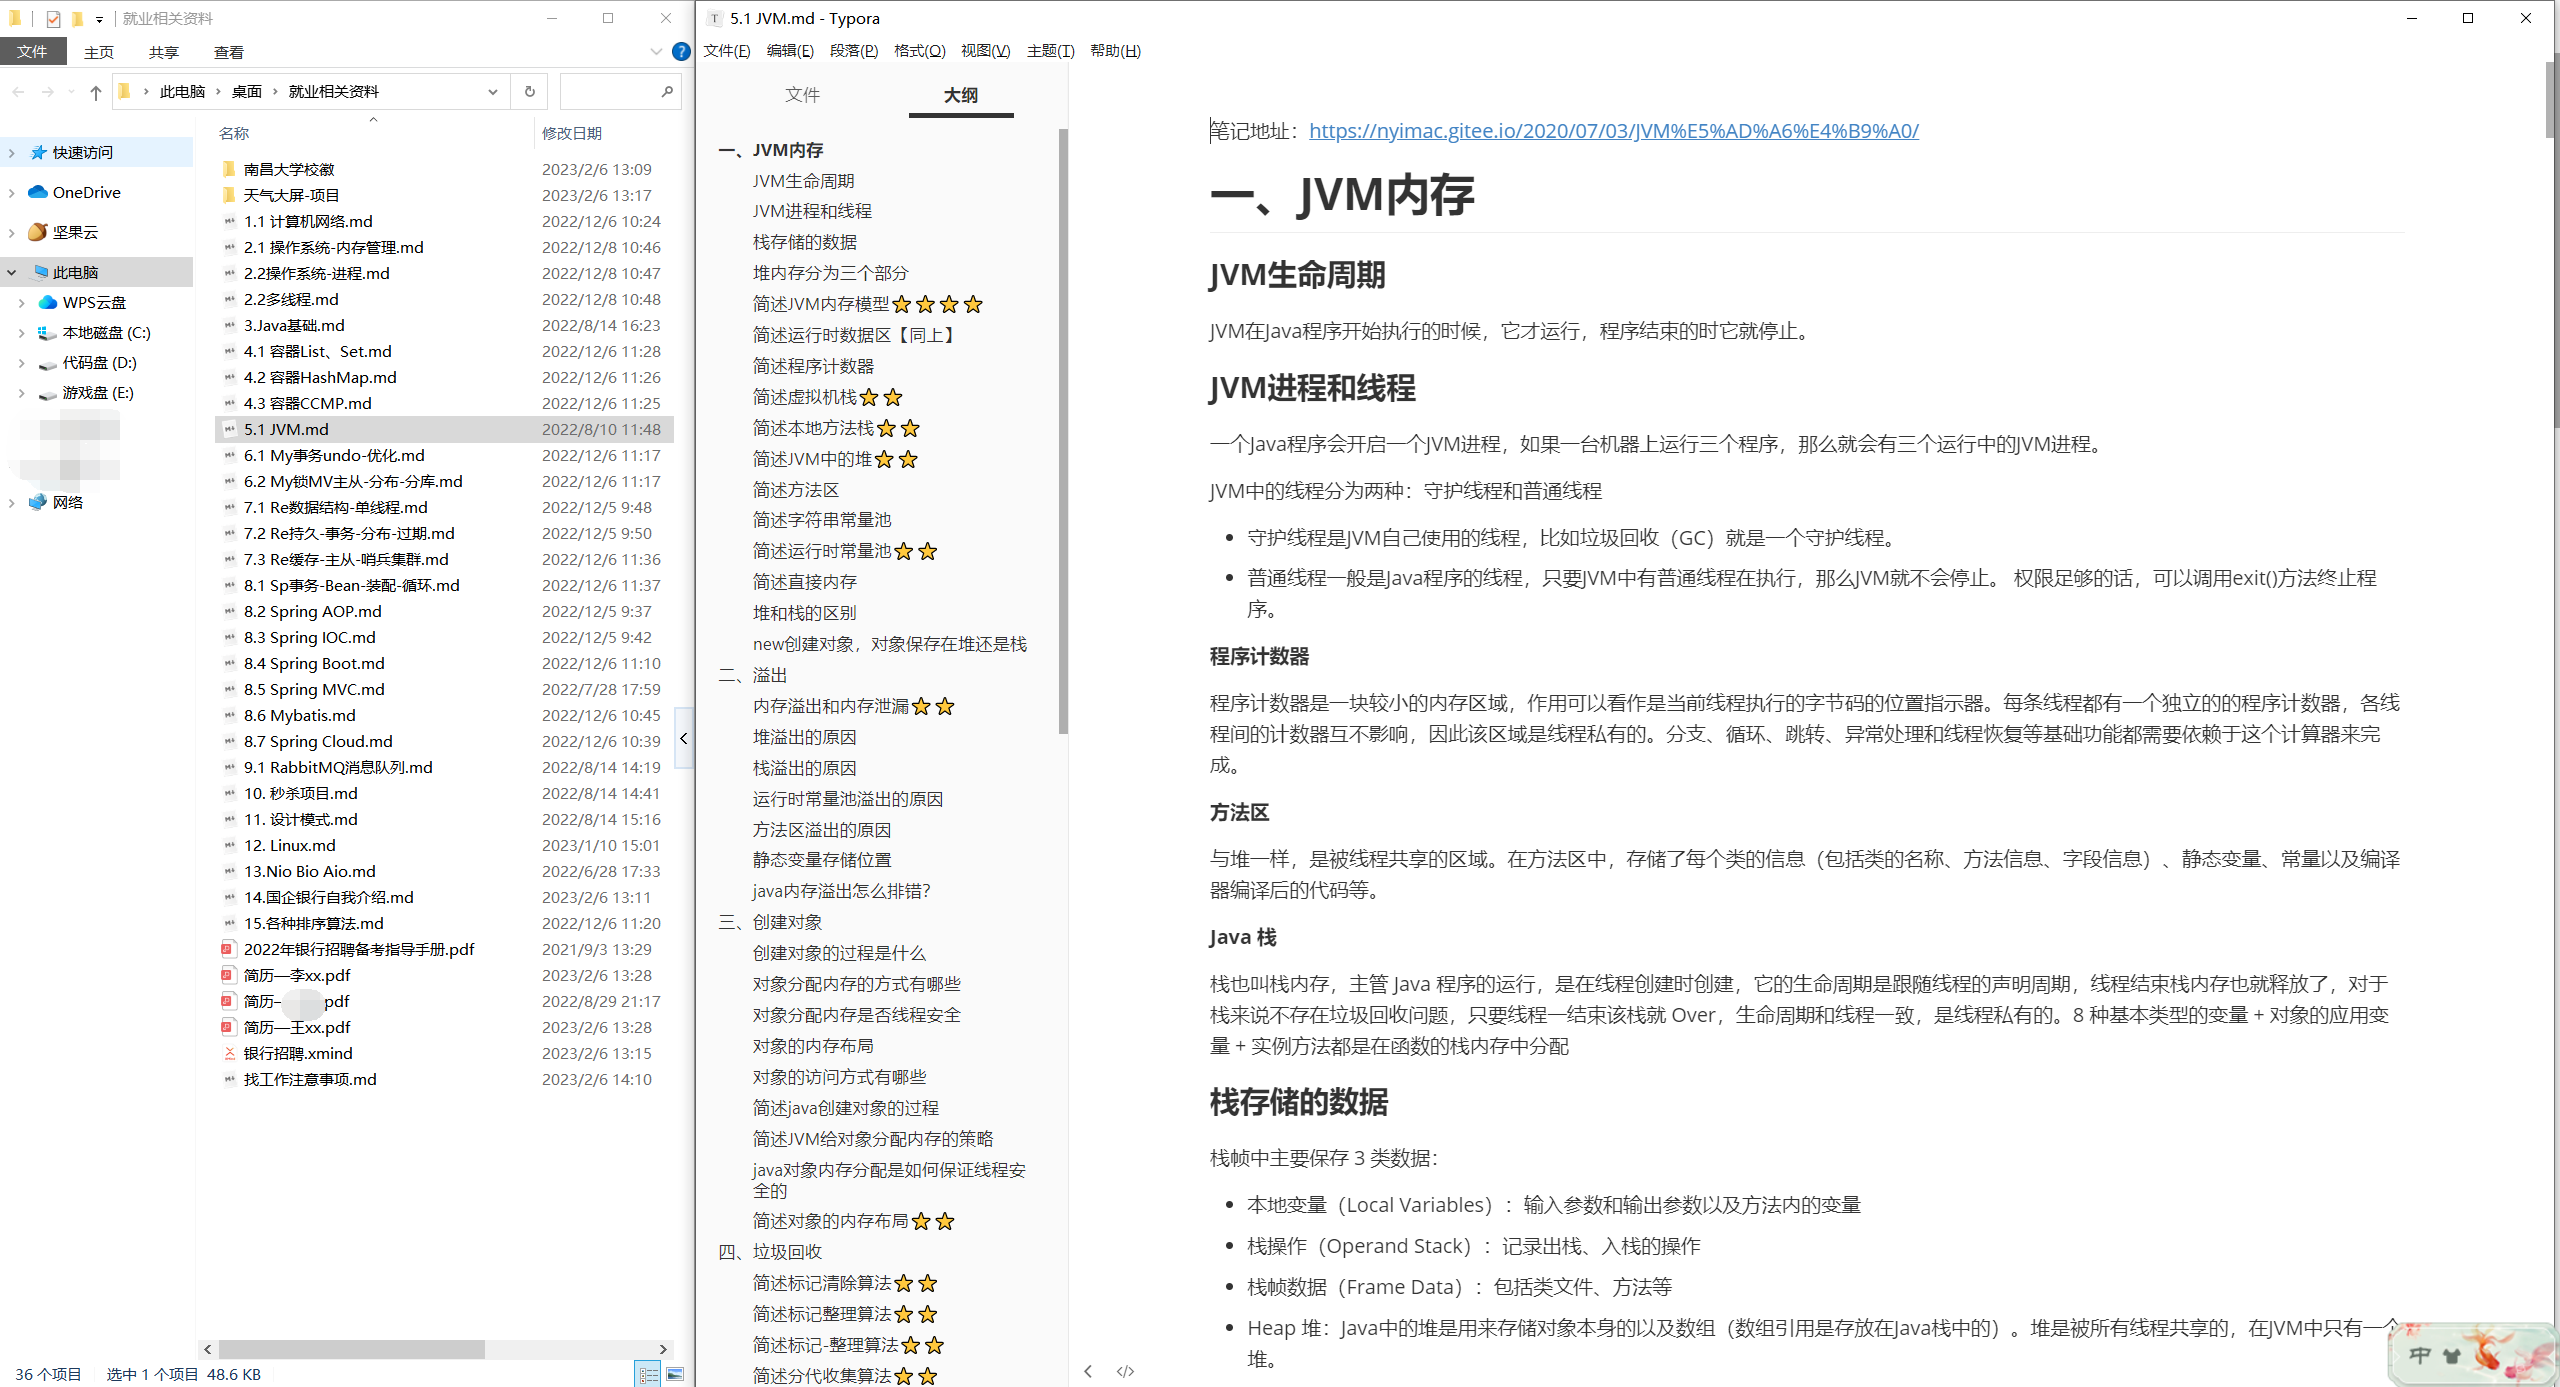 就业相关资料
文件 主页 共享 查看
此电脑 › 桌面 › 就业相关资料
名称 修改日期
快速访问
OneDrive
坚果云
此电脑
WPS云盘
本地磁盘 (C:)
代码盘 (D:)
游戏盘 (E:)
网络
南昌大学校徽 2023/2/6 13:09
天气大屏-项目 2023/2/6 13:17
1.1 计算机网络.md 2022/12/6 10:24
2.1 操作系统-内存管理.md 2022/12/8 10:46
2.2操作系统-进程.md 2022/12/8 10:47
2.2多线程.md 2022/12/8 10:48
3.Java基础.md 2022/8/14 16:23
4.1 容器List、Set.md 2022/12/6 11:28
4.2 容器HashMap.md 2022/12/6 11:26
4.3 容器CCMP.md 2022/12/6 11:25
5.1 JVM.md 2022/8/10 11:48
6.1 My事务undo-优化.md 2022/12/6 11:17
6.2 My锁MV主从-分布-分库.md 2022/12/6 11:17
7.1 Re数据结构-单线程.md 2022/12/5 9:48
7.2 Re持久-事务-分布-过期.md 2022/12/5 9:50
7.3 Re缓存-主从-哨兵集群.md 2022/12/6 11:36
8.1 Sp事务-Bean-装配-循环.md 2022/12/6 11:37
8.2 Spring AOP.md 2022/12/5 9:37
8.3 Spring IOC.md 2022/12/5 9:42
8.4 Spring Boot.md 2022/12/6 11:10
8.5 Spring MVC.md 2022/7/28 17:59
8.6 Mybatis.md 2022/12/6 10:45
8.7 Spring Cloud.md 2022/12/6 10:39
9.1 RabbitMQ消息队列.md 2022/8/14 14:19
10. 秒杀项目.md 2022/8/14 14:41
11. 设计模式.md 2022/8/14 15:16
12. Linux.md 2023/1/10 15:01
13.Nio Bio Aio.md 2022/6/28 17:33
14.国企银行自我介绍.md 2023/2/6 13:11
15.各种排序算法.md 2022/12/6 11:20
2022年银行招聘备考指导手册.pdf 2021/9/3 13:29
简历—李xx.pdf 2023/2/6 13:28
简历— pdf 2022/8/29 21:17
简历—王xx.pdf 2023/2/6 13:28
银行招聘.xmind 2023/2/6 13:15
找工作注意事项.md 2023/2/6 14:10
36 个项目 选中 1 个项目 48.6 KB
5.1 JVM.md - Typora
文件(F) 编辑(E) 段落(P) 格式(O) 视图(V) 主题(T) 帮助(H)
文件 大纲
一、JVM内存
JVM生命周期
JVM进程和线程
栈存储的数据
堆内存分为三个部分
简述JVM内存模型⭐⭐⭐⭐
简述运行时数据区【同上】
简述程序计数器
简述虚拟机栈⭐⭐
简述本地方法栈⭐⭐
简述JVM中的堆⭐⭐
简述方法区
简述字符串常量池
简述运行时常量池⭐⭐
简述直接内存
堆和栈的区别
new创建对象，对象保存在堆还是栈
二、溢出
内存溢出和内存泄漏⭐⭐
堆溢出的原因
栈溢出的原因
运行时常量池溢出的原因
方法区溢出的原因
静态变量存储位置
java内存溢出怎么排错？
三、创建对象
创建对象的过程是什么
对象分配内存的方式有哪些
对象分配内存是否线程安全
对象的内存布局
对象的访问方式有哪些
简述java创建对象的过程
简述JVM给对象分配内存的策略
java对象内存分配是如何保证线程安
全的
简述对象的内存布局⭐⭐
四、垃圾回收
简述标记清除算法⭐⭐
简述标记整理算法⭐⭐
简述标记-整理算法⭐⭐
简述分代收集算法⭐⭐
笔记地址：https://nyimac.gitee.io/2020/07/03/JVM%E5%AD%A6%E4%B9%A0/
一、JVM内存
JVM生命周期
JVM在Java程序开始执行的时候，它才运行，程序结束的时它就停止。
JVM进程和线程
一个Java程序会开启一个JVM进程，如果一台机器上运行三个程序，那么就会有三个运行中的JVM进程。
JVM中的线程分为两种：守护线程和普通线程
• 守护线程是JVM自己使用的线程，比如垃圾回收（GC）就是一个守护线程。
• 普通线程一般是Java程序的线程，只要JVM中有普通线程在执行，那么JVM就不会停止。 权限足够的话，可以调用exit()方法终止程
序。
程序计数器
程序计数器是一块较小的内存区域，作用可以看作是当前线程执行的字节码的位置指示器。每条线程都有一个独立的的程序计数器，各线
程间的计数器互不影响，因此该区域是线程私有的。分支、循环、跳转、异常处理和线程恢复等基础功能都需要依赖于这个计算器来完
成。
方法区
与堆一样，是被线程共享的区域。在方法区中，存储了每个类的信息（包括类的名称、方法信息、字段信息）、静态变量、常量以及编译
器编译后的代码等。
Java 栈
栈也叫栈内存，主管 Java 程序的运行，是在线程创建时创建，它的生命周期是跟随线程的声明周期，线程结束栈内存也就释放了，对于
栈来说不存在垃圾回收问题，只要线程一结束该栈就 Over，生命周期和线程一致，是线程私有的。8 种基本类型的变量 + 对象的应用变
量 + 实例方法都是在函数的栈内存中分配
栈存储的数据
栈帧中主要保存 3 类数据：
• 本地变量（Local Variables）：输入参数和输出参数以及方法内的变量
• 栈操作（Operand Stack）：记录出栈、入栈的操作
• 栈帧数据（Frame Data）：包括类文件、方法等
• Heap 堆：Java中的堆是用来存储对象本身的以及数组（数组引用是存放在Java栈中的）。堆是被所有线程共享的，在JVM中只有一个
堆。
中